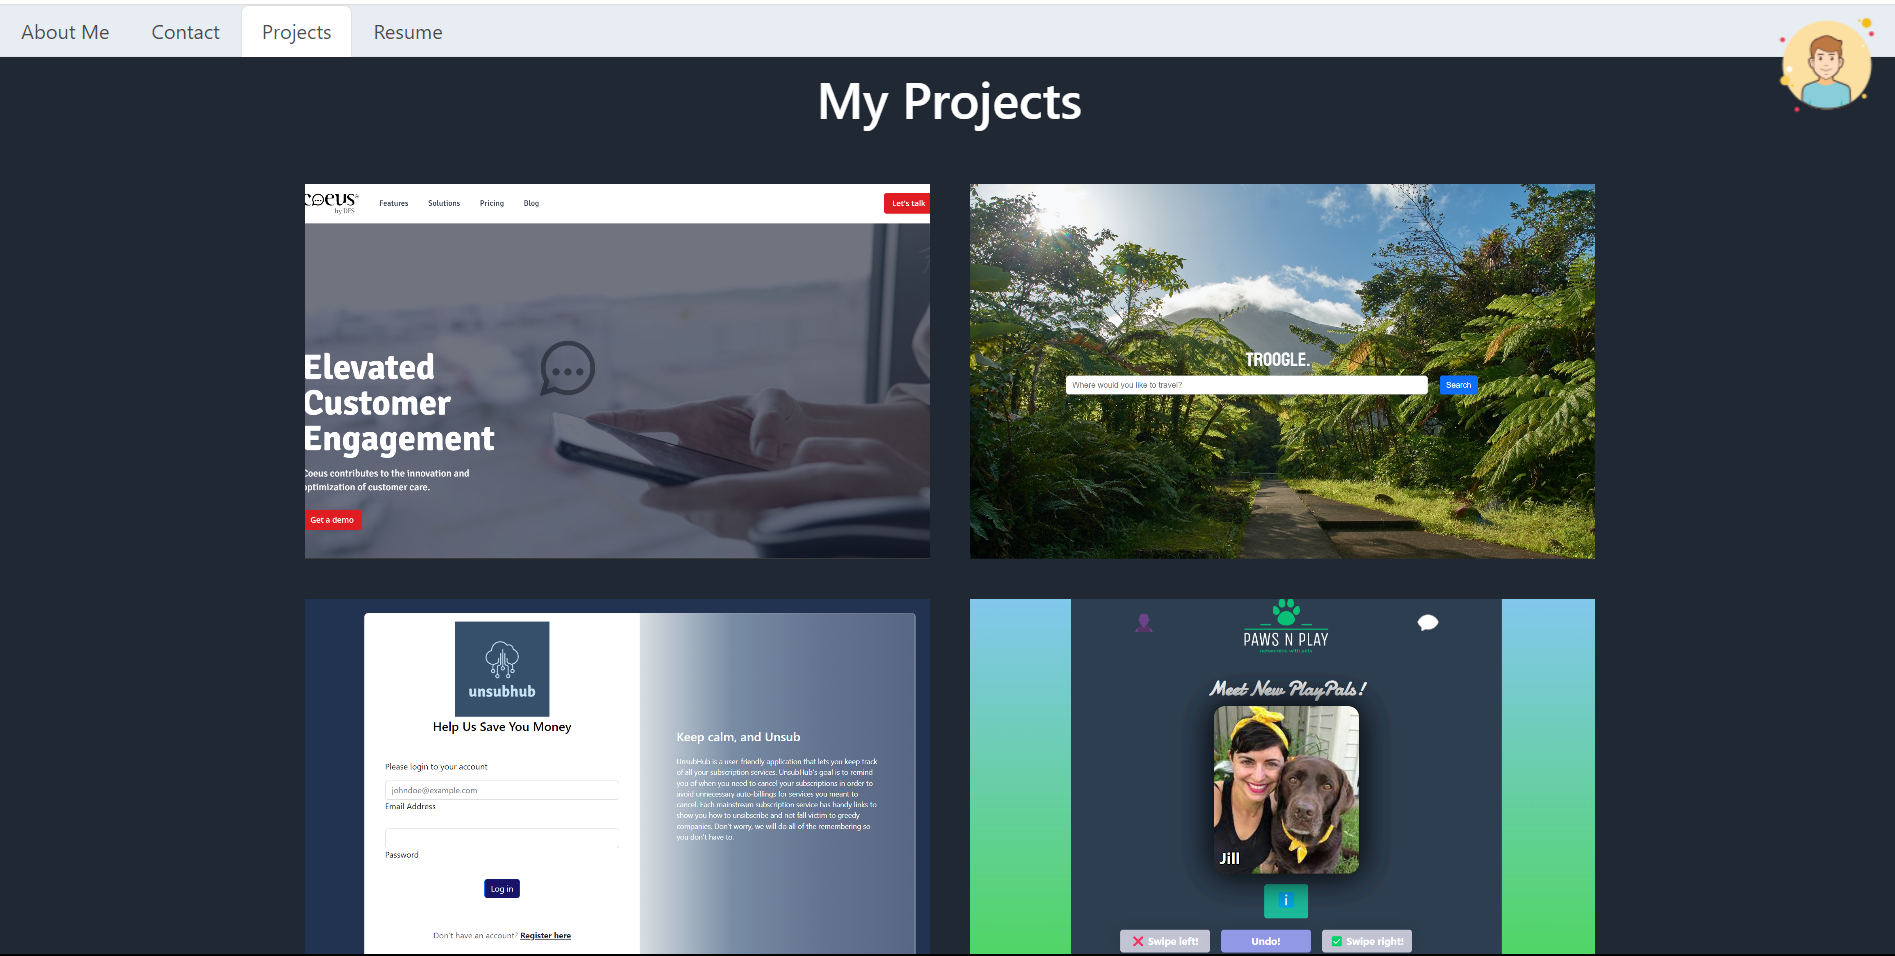 About Me
Contact
Projects
Resume
My Projects
coeus
by DFS
Features
Solutions
Pricing
Blog
Let's talk
Elevated
Customer
Engagement
Coeus contributes to the innovation and
optimization of customer care.
Get a demo
TROOGLE.
Where would you like to travel?
Search
unsubhub
Help Us Save You Money
Please login to your account
johndoe@example.com
Email Address
Password
Log in
Don't have an account? Register here
Keep calm, and Unsub
UnsubHub is a user-friendly application that lets you keep track
of all your subscription services. UnsubHub's goal is to remind
you of when you need to cancel your subscriptions in order to
avoid unnecessary auto-billings for services you meant to
cancel. Each mainstream subscription service has handy links to
show you how to unsibscribe and not fall victim to greedy
companies. Don't worry, we will do all of the remembering so
you don't have to.
PAWS N PLAY
Meet New PlayPals!
Jill
i
Swipe left!
Undo!
Swipe right!